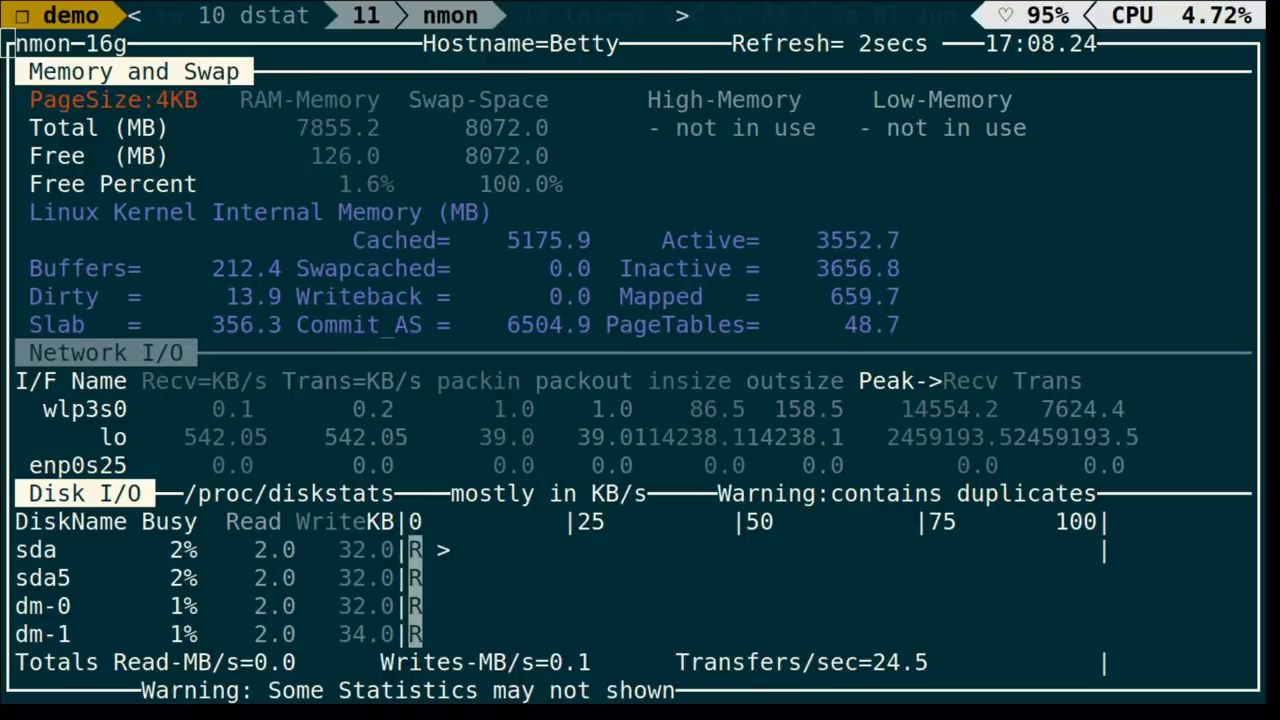 ❐ demo < 10 dstat 11 nmon > ♡ 95% < CPU 4.72%
nmon-16g Hostname=Betty Refresh= 2secs 17:08.24
Memory and Swap
PageSize:4KB RAM-Memory Swap-Space High-Memory Low-Memory
Total (MB) 7855.2 8072.0 - not in use - not in use
Free (MB) 126.0 8072.0
Free Percent 1.6% 100.0%
Linux Kernel Internal Memory (MB)
Cached= 5175.9 Active= 3552.7
Buffers= 212.4 Swapcached= 0.0 Inactive = 3656.8
Dirty = 13.9 Writeback = 0.0 Mapped = 659.7
Slab = 356.3 Commit_AS = 6504.9 PageTables= 48.7
Network I/O
I/F Name Recv=KB/s Trans=KB/s packin packout insize outsize Peak->Recv Trans
wlp3s0 0.1 0.2 1.0 1.0 86.5 158.5 14554.2 7624.4
lo 542.05 542.05 39.0 39.0114238.114238.1 2459193.52459193.5
enp0s25 0.0 0.0 0.0 0.0 0.0 0.0 0.0 0.0
Disk I/O /proc/diskstats mostly in KB/s Warning:contains duplicates
DiskName Busy Read WriteKB|0 |25 |50 |75 100|
sda 2% 2.0 32.0|R > |
sda5 2% 2.0 32.0|R
dm-0 1% 2.0 32.0|R
dm-1 1% 2.0 34.0|R
Totals Read-MB/s=0.0 Writes-MB/s=0.1 Transfers/sec=24.5 |
Warning: Some Statistics may not shown